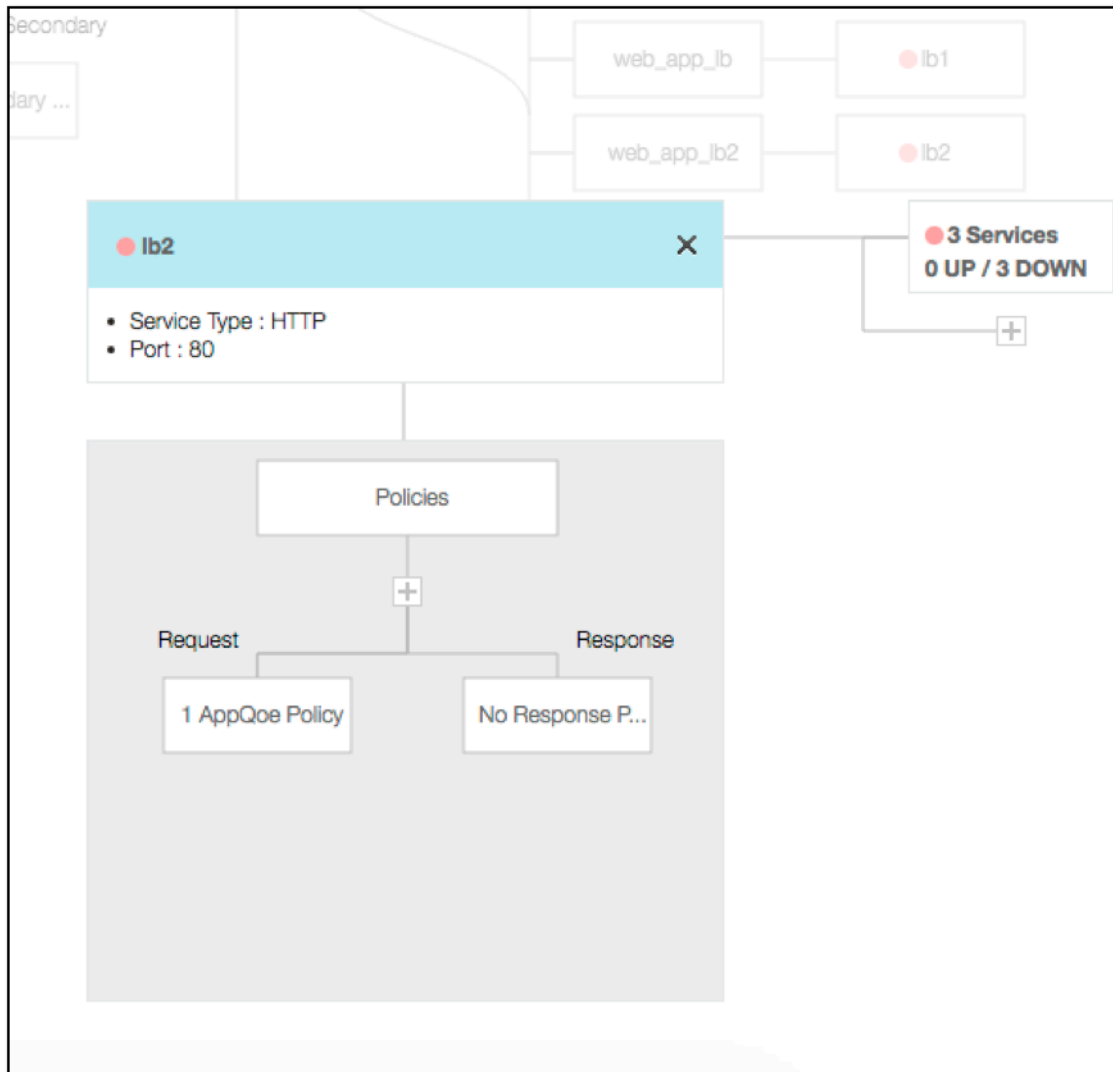 Secondary
dary ...
web_app_lb
lb1
web_app_lb2
lb2
lb2
3 Services
0 UP / 3 DOWN
• Service Type : HTTP
• Port : 80
Policies
Request
Response
1 AppQoe Policy
No Response P...